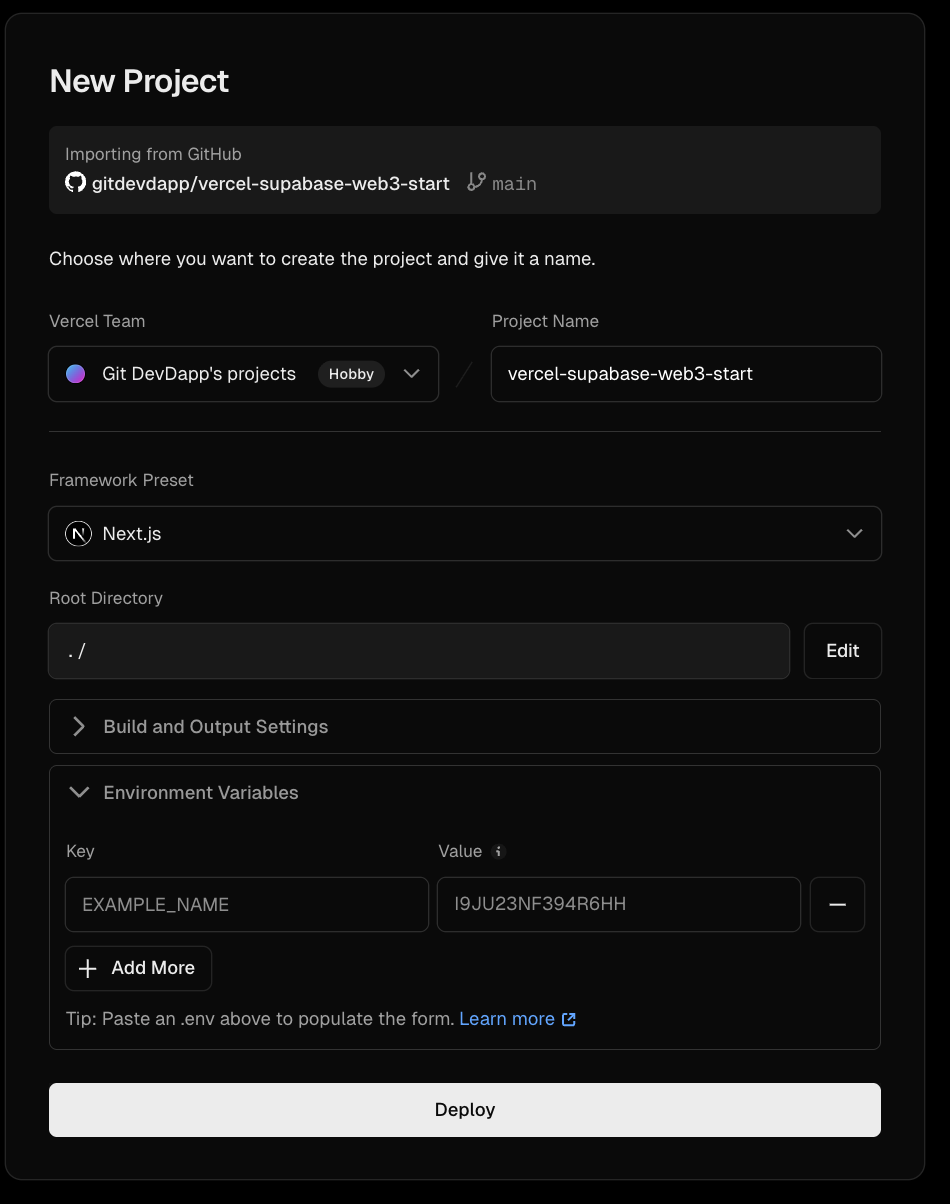 New Project
Importing from GitHub
gitdevdapp/vercel-supabase-web3-start main
Choose where you want to create the project and give it a name.
Vercel Team Project Name
Git DevDapp's projects Hobby / vercel-supabase-web3-start
Framework Preset
N Next.js
Root Directory
./ Edit
Build and Output Settings
Environment Variables
Key Value i
EXAMPLE_NAME I9JU23NF394R6HH
Add More
Tip: Paste an .env above to populate the form. Learn more
Deploy